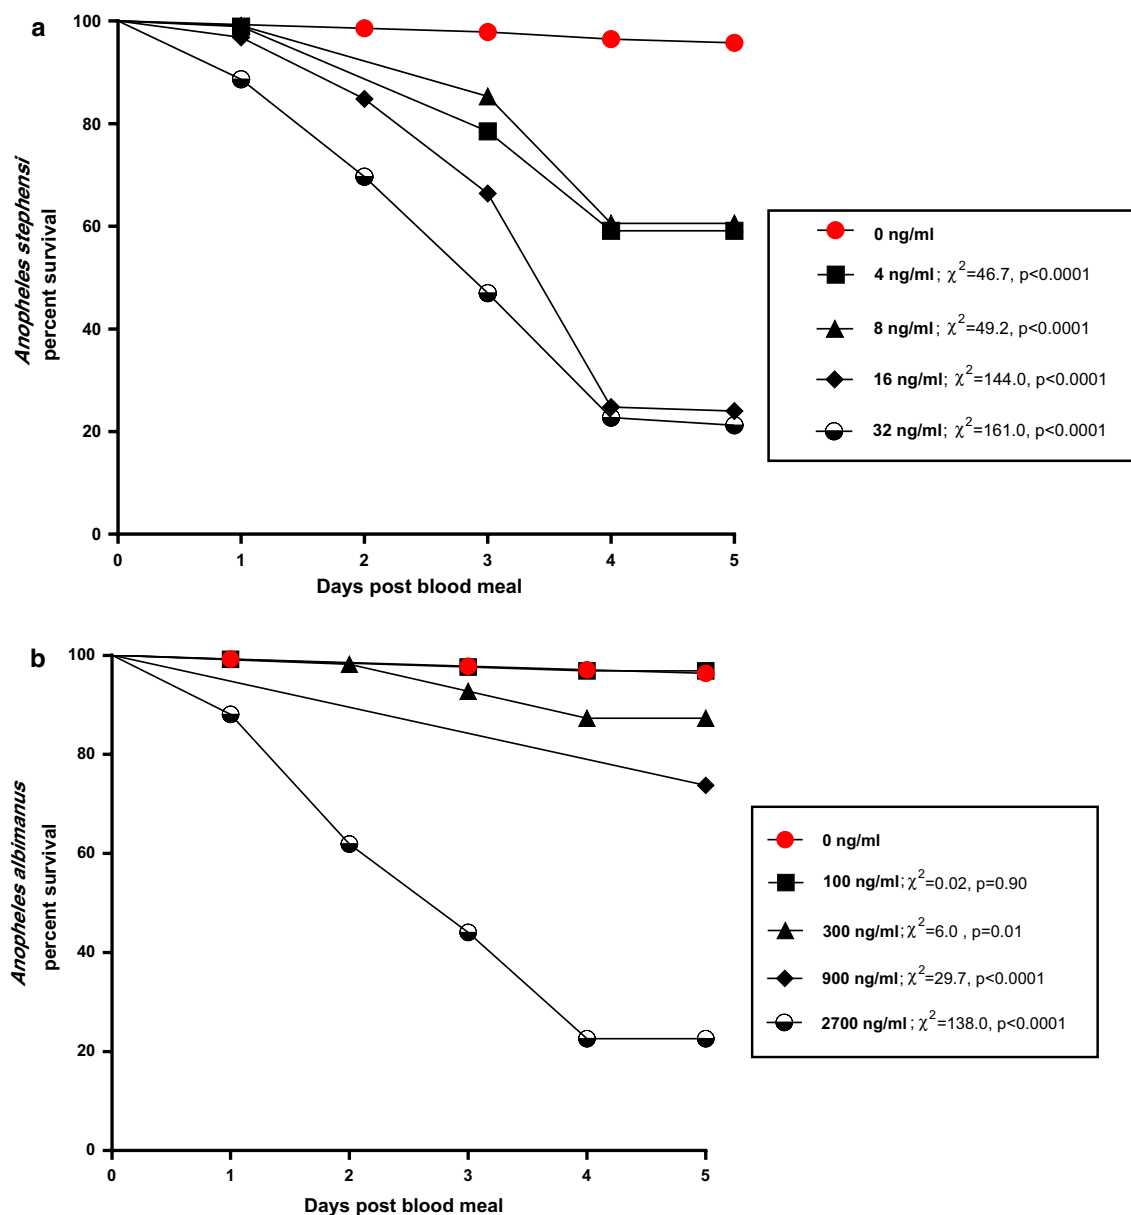 a
100
80
60
40
20
0
Anopheles stephensi
percent survival
0 1 2 3 4 5
Days post blood meal
0 ng/ml
4 ng/ml; χ2=46.7, p<0.0001
8 ng/ml; χ2=49.2, p<0.0001
16 ng/ml; χ2=144.0, p<0.0001
32 ng/ml; χ2=161.0, p<0.0001
b
100
80
60
40
20
0
Anopheles albimanus
percent survival
0 1 2 3 4 5
Days post blood meal
0 ng/ml
100 ng/ml; χ2=0.02, p=0.90
300 ng/ml; χ2=6.0 , p=0.01
900 ng/ml; χ2=29.7, p<0.0001
2700 ng/ml; χ2=138.0, p<0.0001